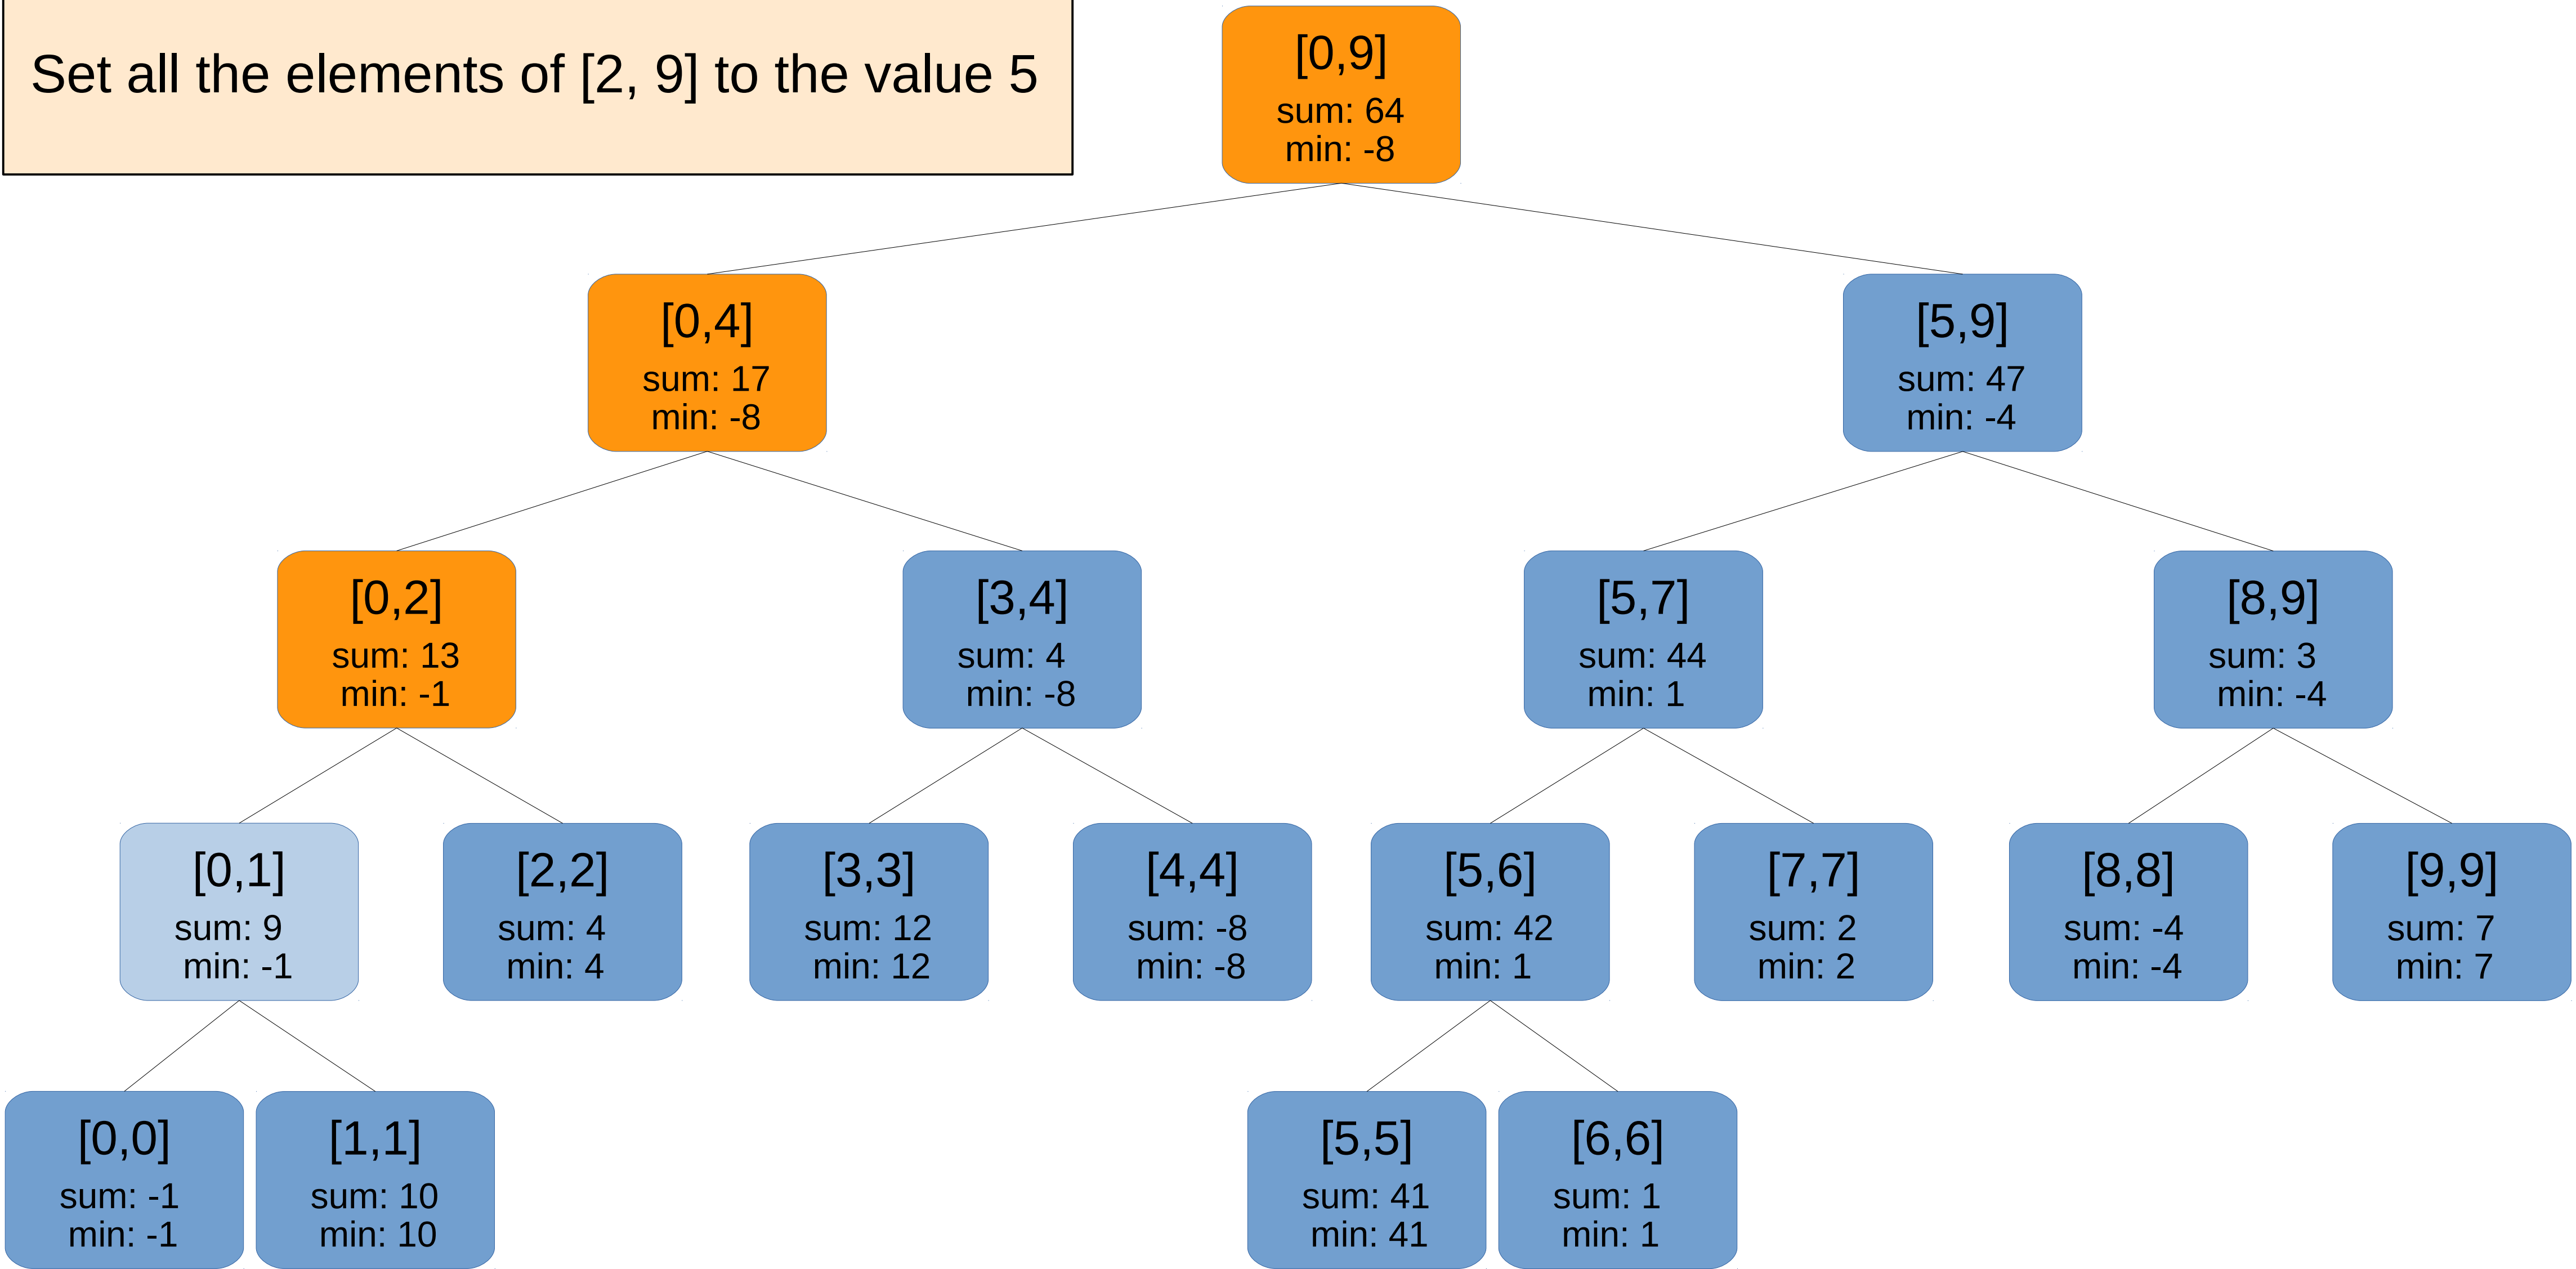 Set all the elements of [2, 9] to the value 5
[0,9]
sum: 64
min: -8
[0,4]
sum: 17
min: -8
[5,9]
sum: 47
min: -4
[0,2]
sum: 13
min: -1
[3,4]
sum: 4
min: -8
[5,7]
sum: 44
min: 1
[8,9]
sum: 3
min: -4
[0,1]
sum: 9
min: -1
[2,2]
sum: 4
min: 4
[3,3]
sum: 12
min: 12
[4,4]
sum: -8
min: -8
[5,6]
sum: 42
min: 1
[7,7]
sum: 2
min: 2
[8,8]
sum: -4
min: -4
[9,9]
sum: 7
min: 7
[0,0]
sum: -1
min: -1
[1,1]
sum: 10
min: 10
[5,5]
sum: 41
min: 41
[6,6]
sum: 1
min: 1